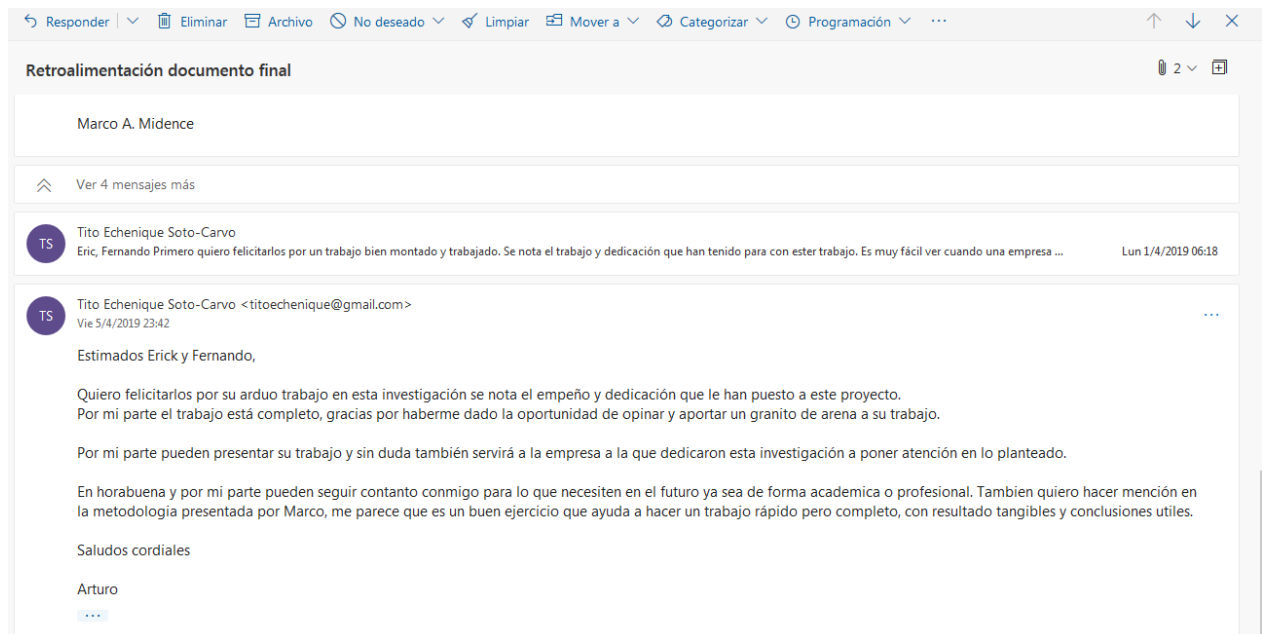 Responder Eliminar Archivo No deseado Limpiar Mover a Categorizar Programación ...
Retroalimentación documento final 2
Marco A. Midence
Ver 4 mensajes más
TS Tito Echenique Soto-Carvo
Eric, Fernando Primero quiero felicitarlos por un trabajo bien montado y trabajado. Se nota el trabajo y dedicación que han tenido para con ester trabajo. Es muy fácil ver cuando una empresa ... Lun 1/4/2019 06:18
TS Tito Echenique Soto-Carvo <titoechenique@gmail.com> ...
Vie 5/4/2019 23:42
Estimados Erick y Fernando,
Quiero felicitarlos por su arduo trabajo en esta investigación se nota el empeño y dedicación que le han puesto a este proyecto.
Por mi parte el trabajo está completo, gracias por haberme dado la oportunidad de opinar y aportar un granito de arena a su trabajo.
Por mi parte pueden presentar su trabajo y sin duda también servirá a la empresa a la que dedicaron esta investigación a poner atención en lo planteado.
En horabuena y por mi parte pueden seguir contanto conmigo para lo que necesiten en el futuro ya sea de forma academica o profesional. Tambien quiero hacer mención en
la metodologia presentada por Marco, me parece que es un buen ejercicio que ayuda a hacer un trabajo rápido pero completo, con resultado tangibles y conclusiones utiles.
Saludos cordiales
Arturo
...